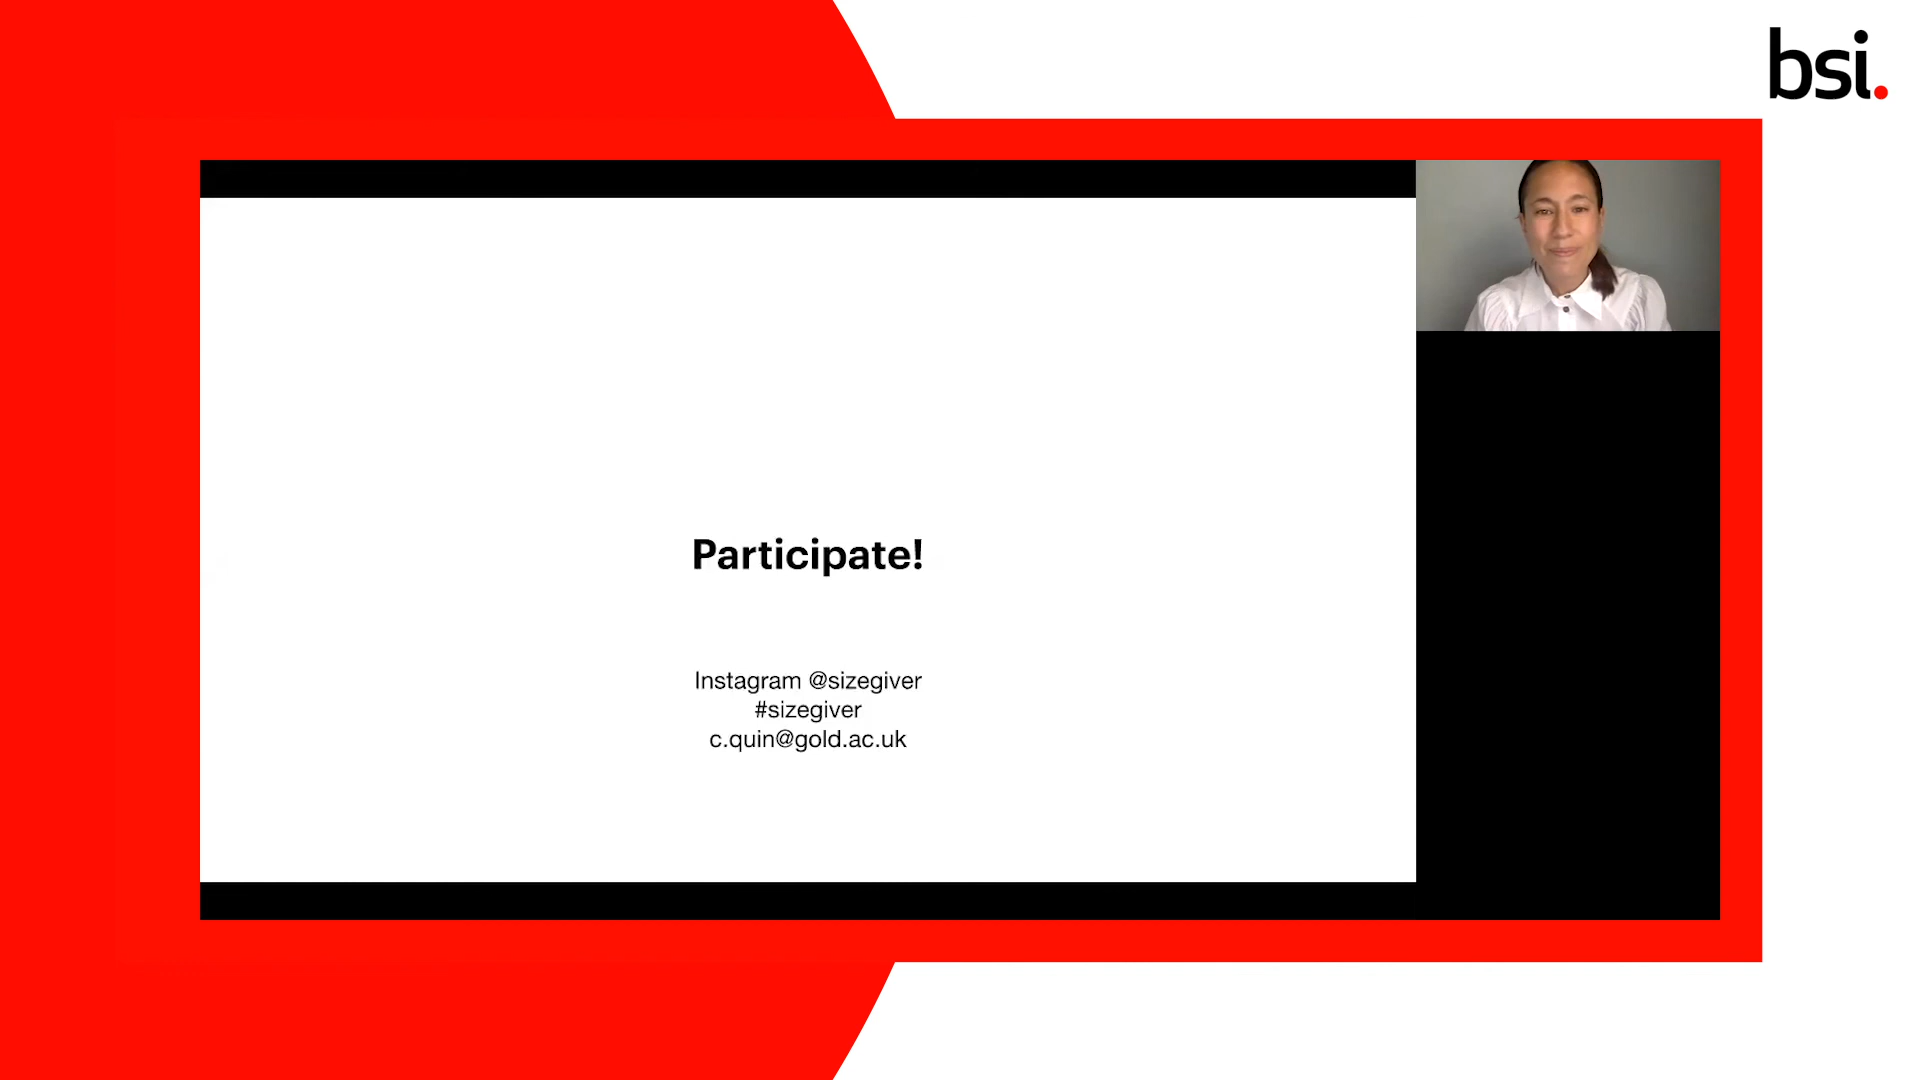 bsi.
Participate!
Instagram @sizegiver
#sizegiver
c.quin@gold.ac.uk